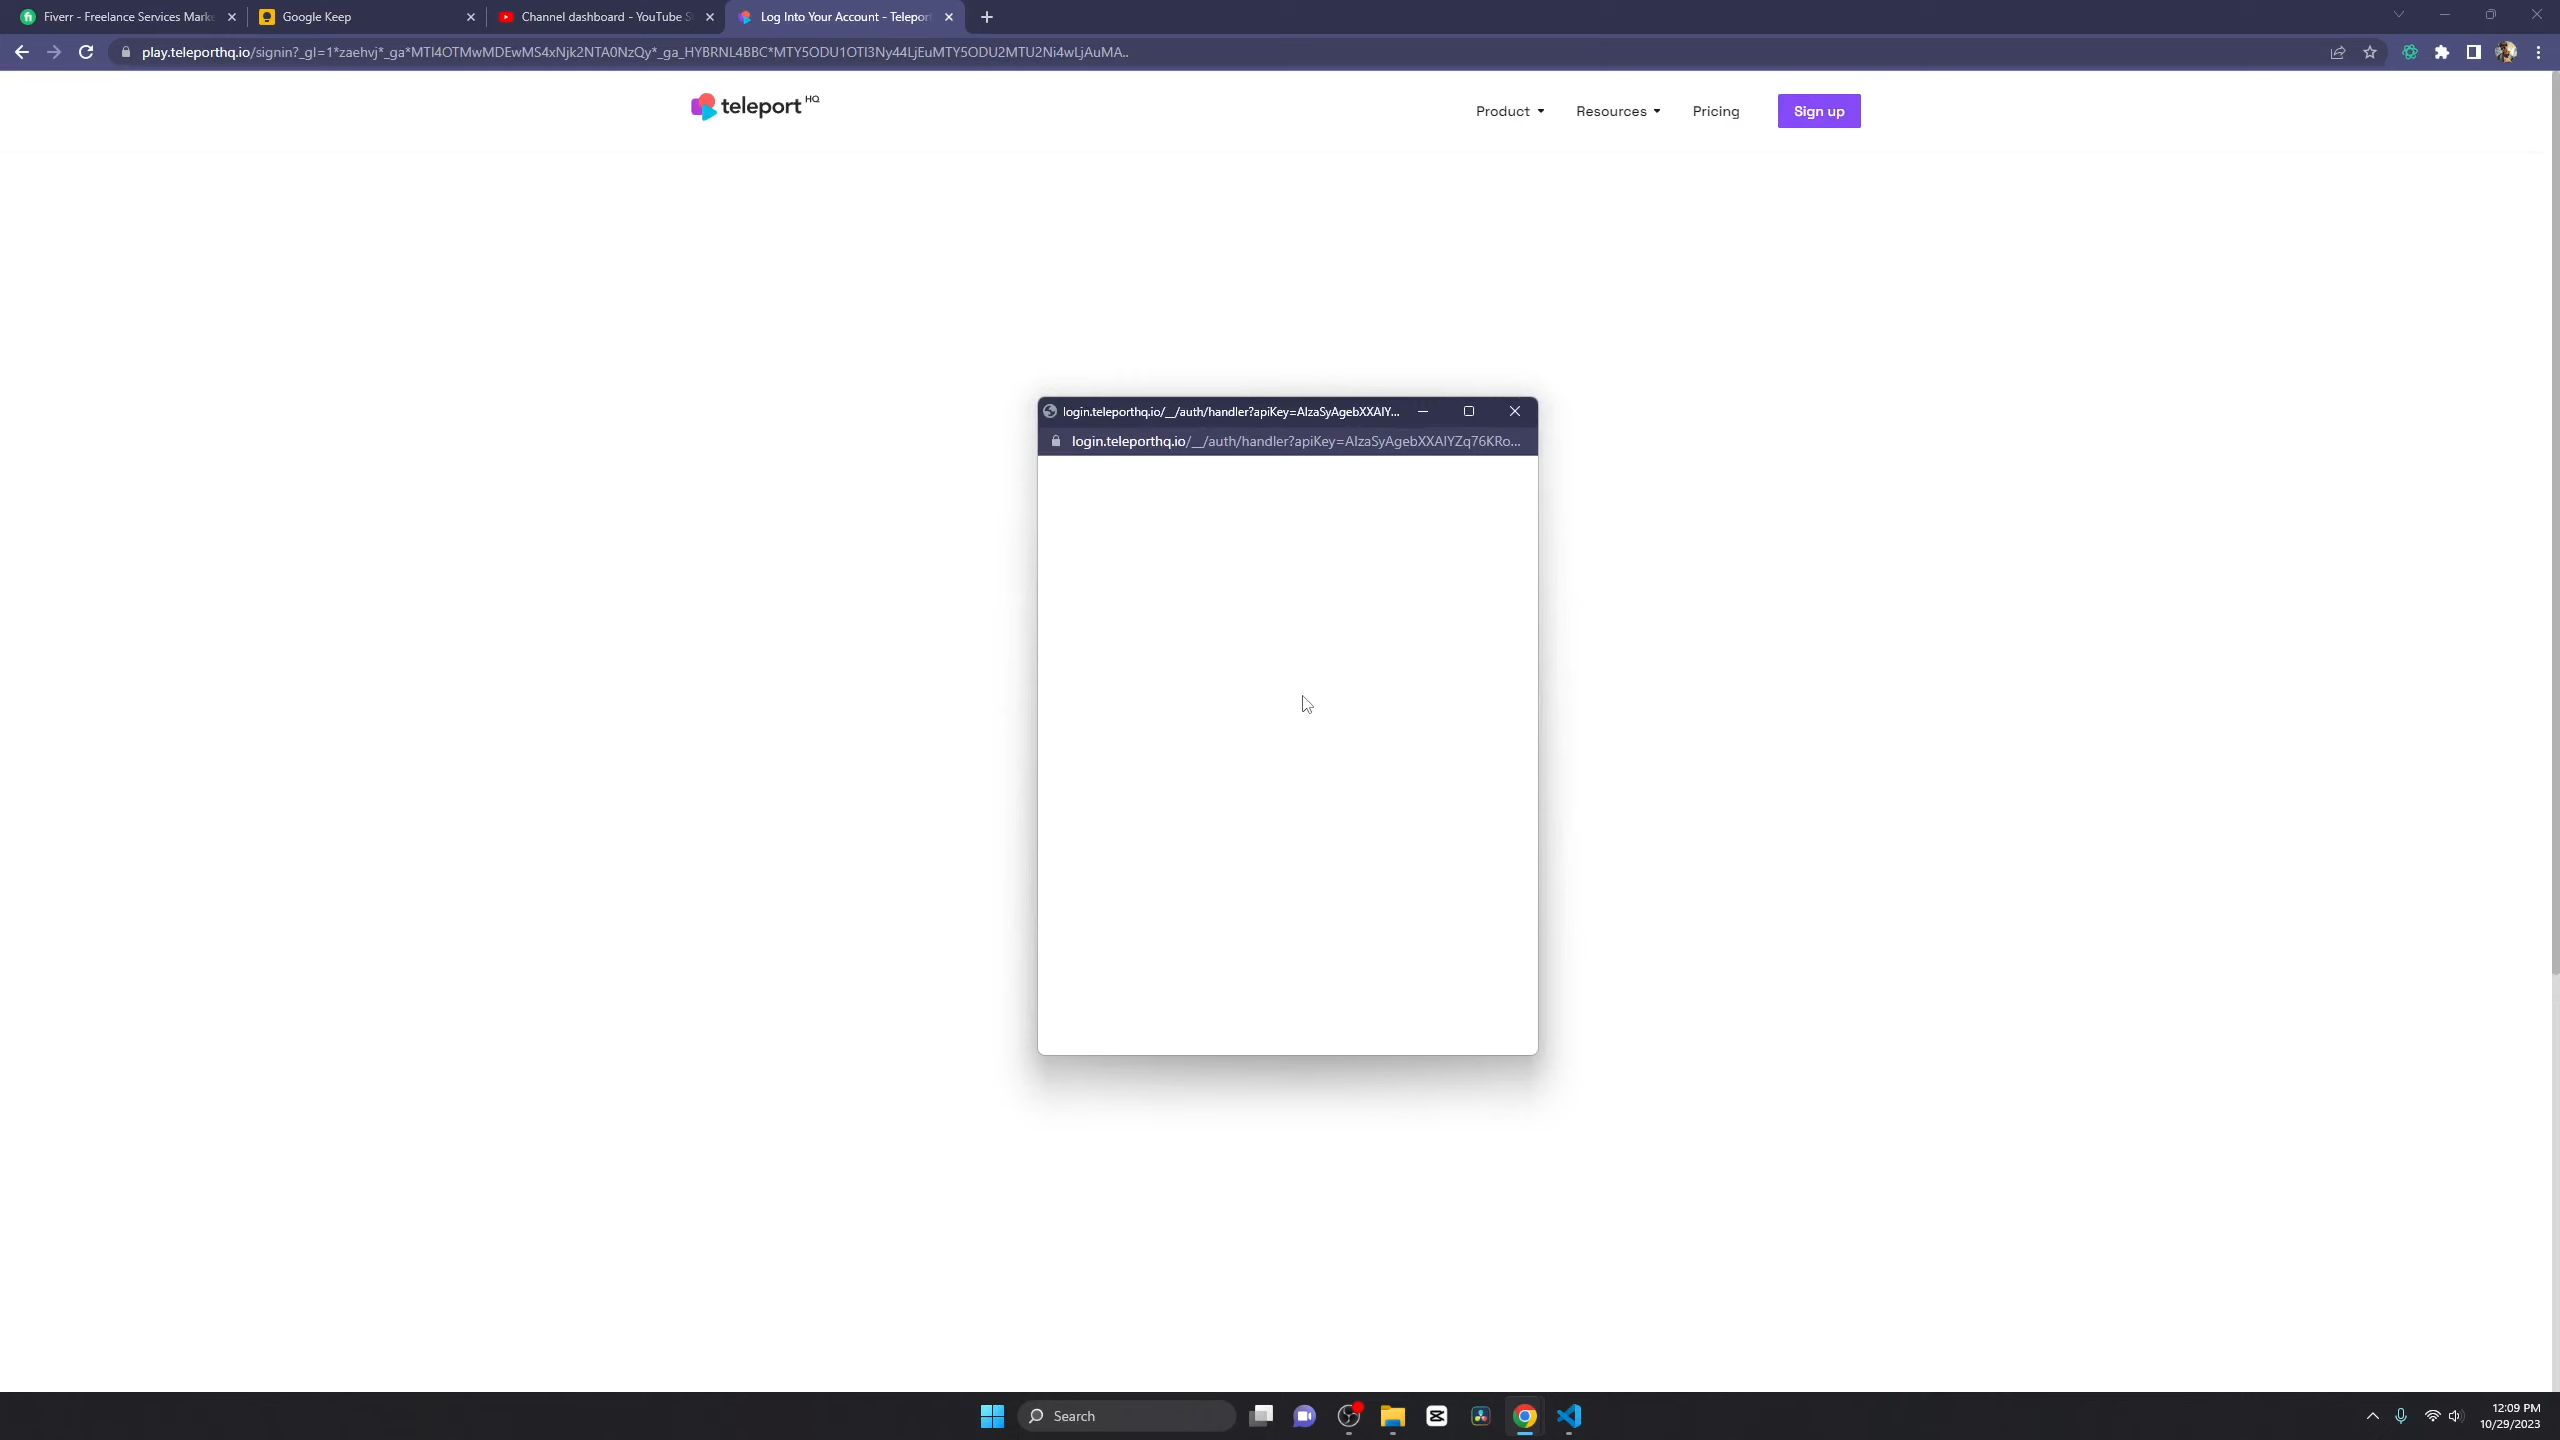 Fiverr - Freelance Services Marke
Google Keep
Channel dashboard - YouTube S
Log Into Your Account - Teleport
play.teleporthq.io/signin?_gl=1*zaehvj*_ga*MTI4OTMwMDEwMS4xNjk2NTA0NzQy*_ga_HYBRNL4BBC*MTY5ODU1OTI3Ny44LjEuMTY5ODU2MTU2Ni4wLjAuMA..
teleport HQ
Product
Resources
Pricing
Sign up
login.teleporthq.io/__/auth/handler?apiKey=AIzaSyAgebXXAIY...
login.teleporthq.io/__/auth/handler?apiKey=AIzaSyAgebXXAIYZq76KRo...
Search
12:09 PM
10/29/2023